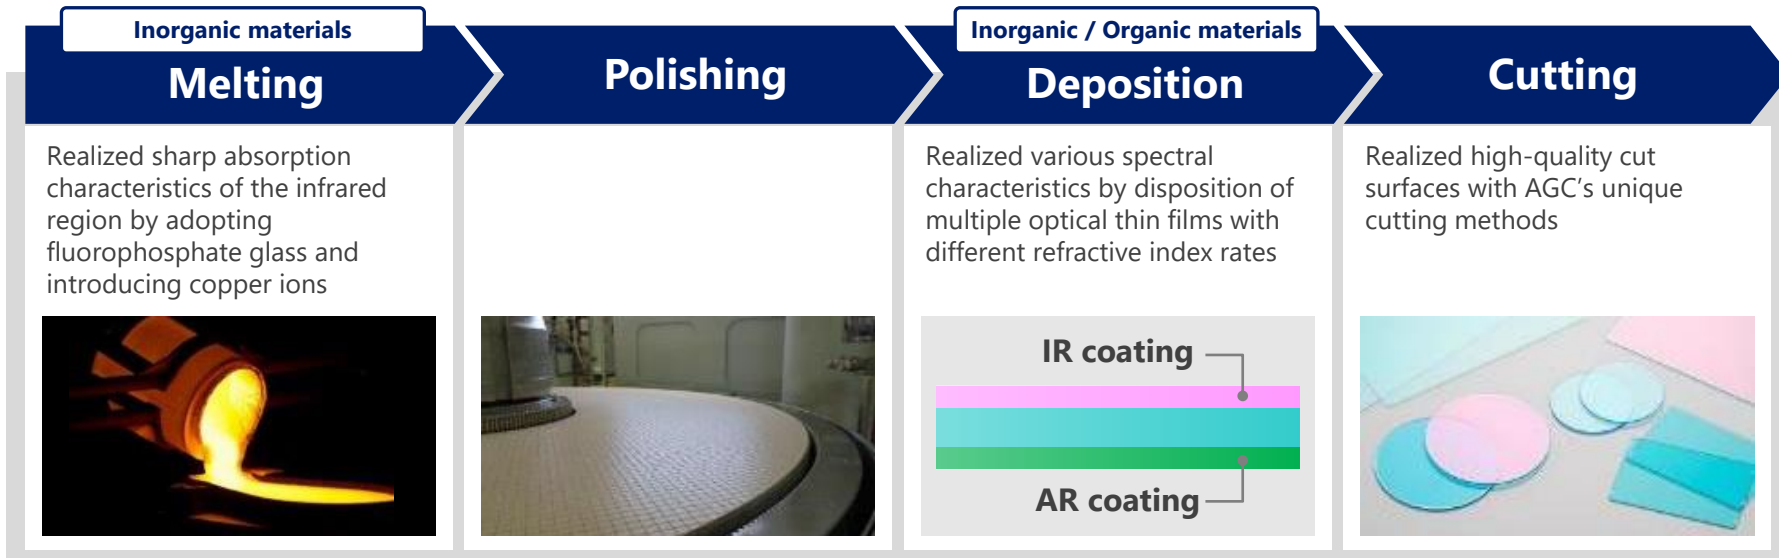 Inorganic materials
Melting
Realized sharp absorption
characteristics of the infrared
region by adopting
fluorophosphate glass and
introducing copper ions
Polishing
Inorganic / Organic materials
Deposition
Realized various spectral
characteristics by disposition of
multiple optical thin films with
different refractive index rates
IR coating
AR coating
Cutting
Realized high-quality cut
surfaces with AGC’s unique
cutting methods